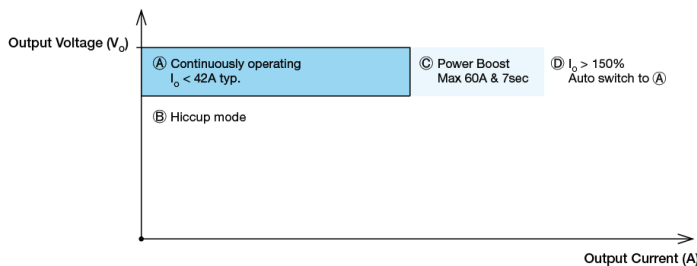 Output Voltage (Vo)
Ⓐ Continuously operating
Io < 42A typ.
Ⓒ Power Boost
Max 60A & 7sec
Ⓓ Io > 150%
Auto switch to Ⓐ
Ⓑ Hiccup mode
Output Current (A)